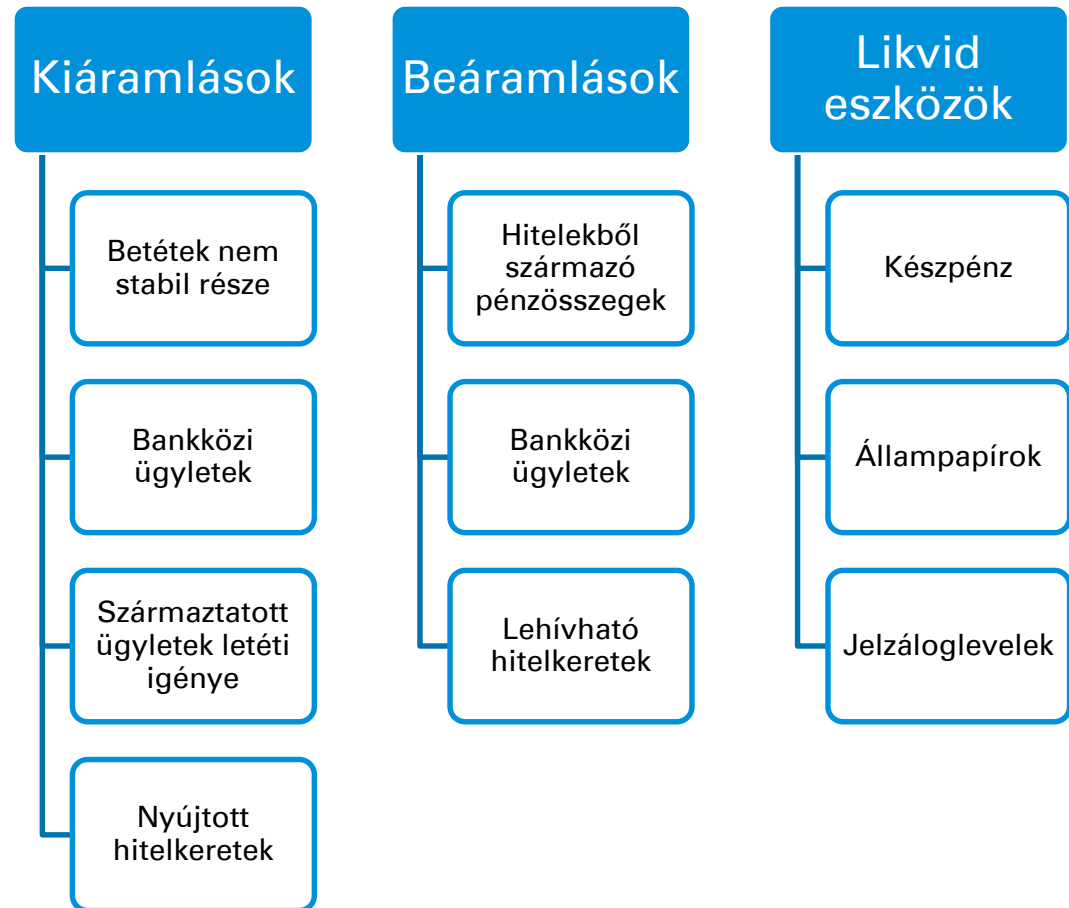 Kiáramlások
Betétek nem
stabil része
Bankközi
ügyletek
Származtatott
ügyletek letéti
igénye
Nyújtott
hitelkeretek
Beáramlások
Hitelekből
származó
pénzösszegek
Bankközi
ügyletek
Lehívható
hitelkeretek
Likvid
eszközök
Készpénz
Állampapírok
Jelzáloglevelek